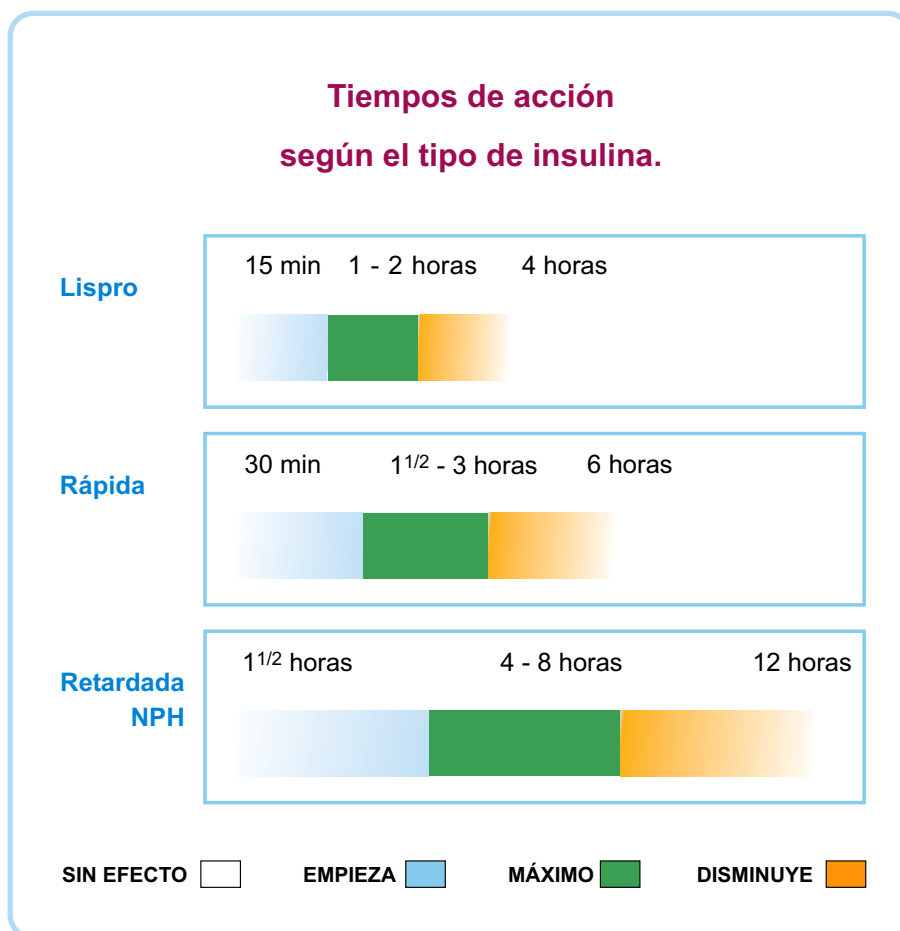 Tiempos de acción
según el tipo de insulina.
15 min 1 - 2 horas 4 horas
Lispro
30 min 1 1/2 - 3 horas 6 horas
Rápida
1 1/2 horas 4 - 8 horas 12 horas
Retardada
NPH
SIN EFECTO EMPIEZA MÁXIMO DISMINUYE